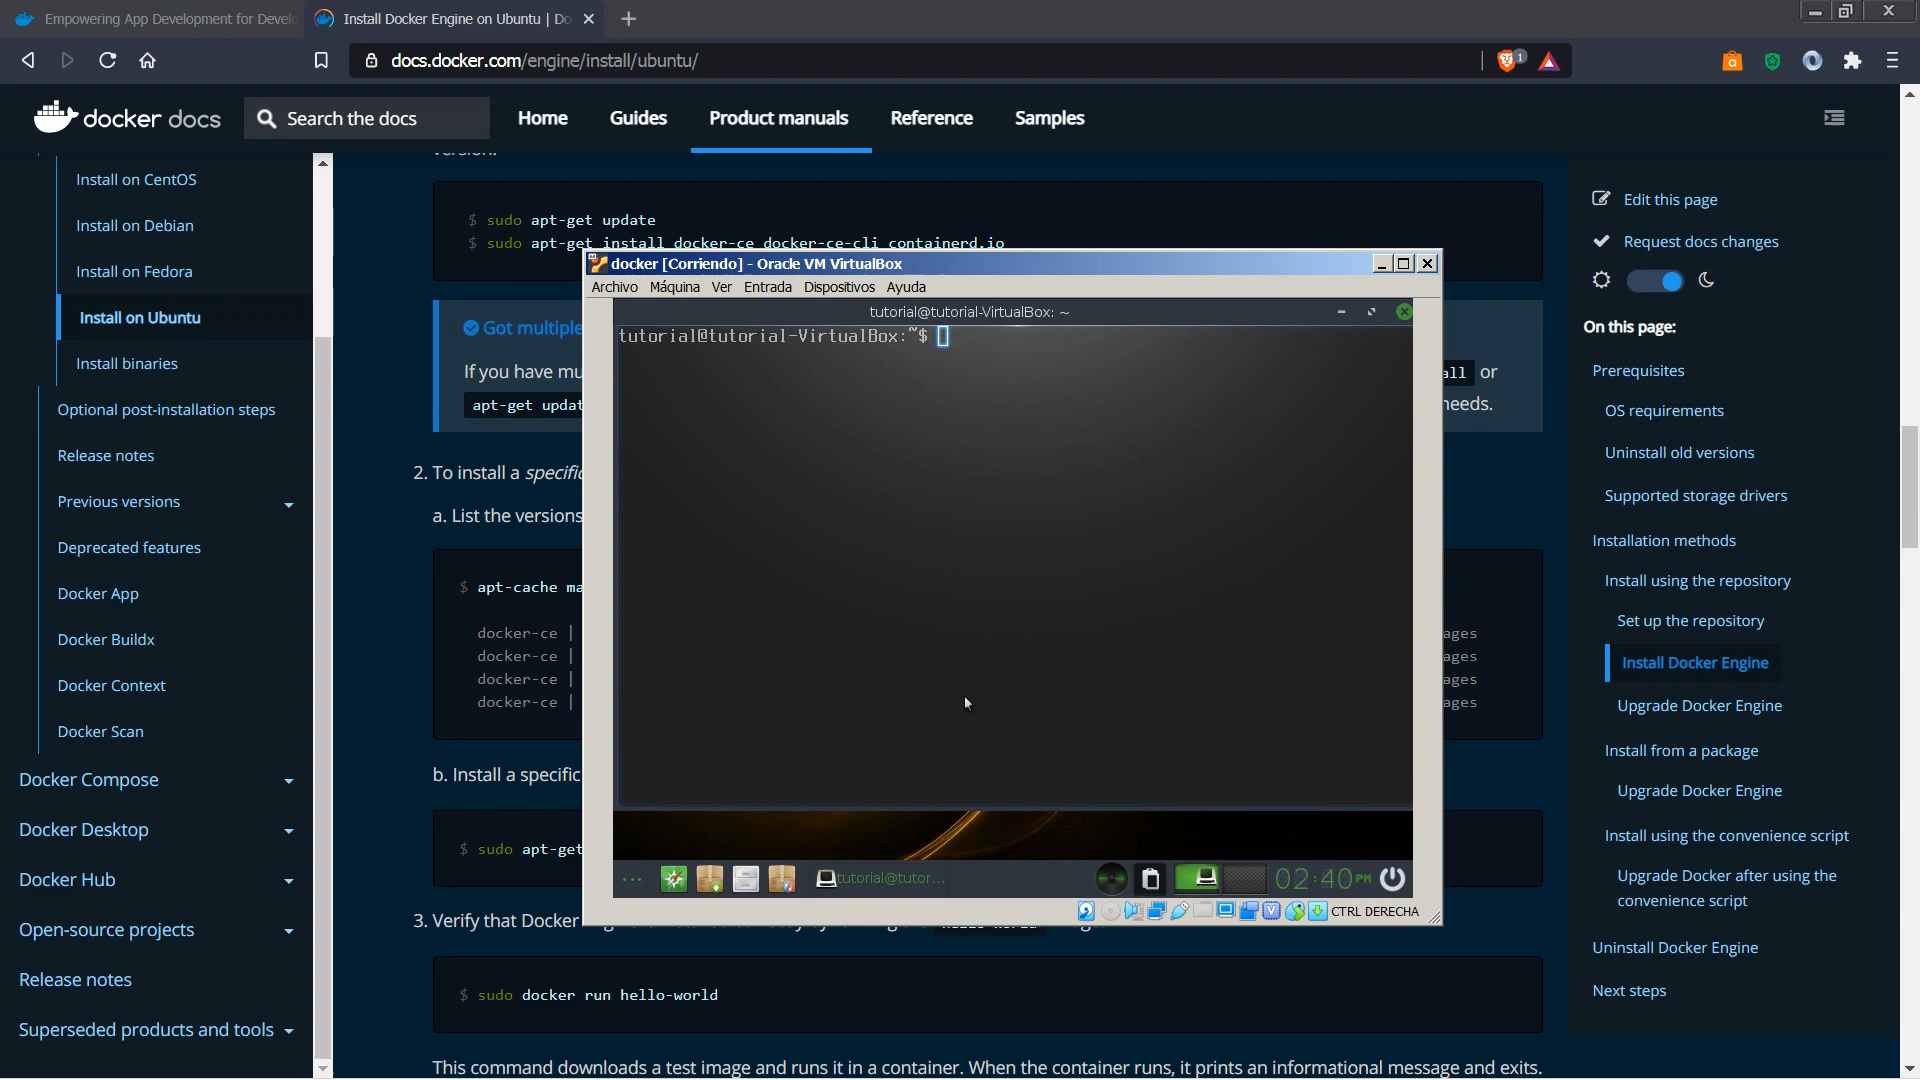 Empowering App Development for Develo
Install Docker Engine on Ubuntu | Do
docs.docker.com/engine/install/ubuntu/
1
docker docs
Search the docs
Home
Guides
Product manuals
Reference
Samples
Install on CentOS
Install on Debian
Install on Fedora
Install on Ubuntu
Install binaries
Optional post-installation steps
Release notes
Previous versions
Deprecated features
Docker App
Docker Buildx
Docker Context
Docker Scan
Docker Compose
Docker Desktop
Docker Hub
Open-source projects
Release notes
Superseded products and tools
version:
$ sudo apt-get update
$ sudo apt-get install docker-ce docker-ce-cli containerd.io
Got multiple
If you have mu
all or
apt-get updat
needs.
2. To install a specific
a. List the versions
$ apt-cache ma
docker-ce | ages
docker-ce | ages
docker-ce | ages
docker-ce | ages
b. Install a specific
$ sudo apt-get
3. Verify that Docker
$ sudo docker run hello-world
This command downloads a test image and runs it in a container. When the container runs, it prints an informational message and exits.
docker [Corriendo] - Oracle VM VirtualBox
Archivo Máquina Ver Entrada Dispositivos Ayuda
tutorial@tutorial-VirtualBox: ~
tutorial@tutorial-VirtualBox:~$
tutorial@tutor...
02:40PM
CTRL DERECHA
Edit this page
Request docs changes
On this page:
Prerequisites
OS requirements
Uninstall old versions
Supported storage drivers
Installation methods
Install using the repository
Set up the repository
Install Docker Engine
Upgrade Docker Engine
Install from a package
Upgrade Docker Engine
Install using the convenience script
Upgrade Docker after using the
convenience script
Uninstall Docker Engine
Next steps